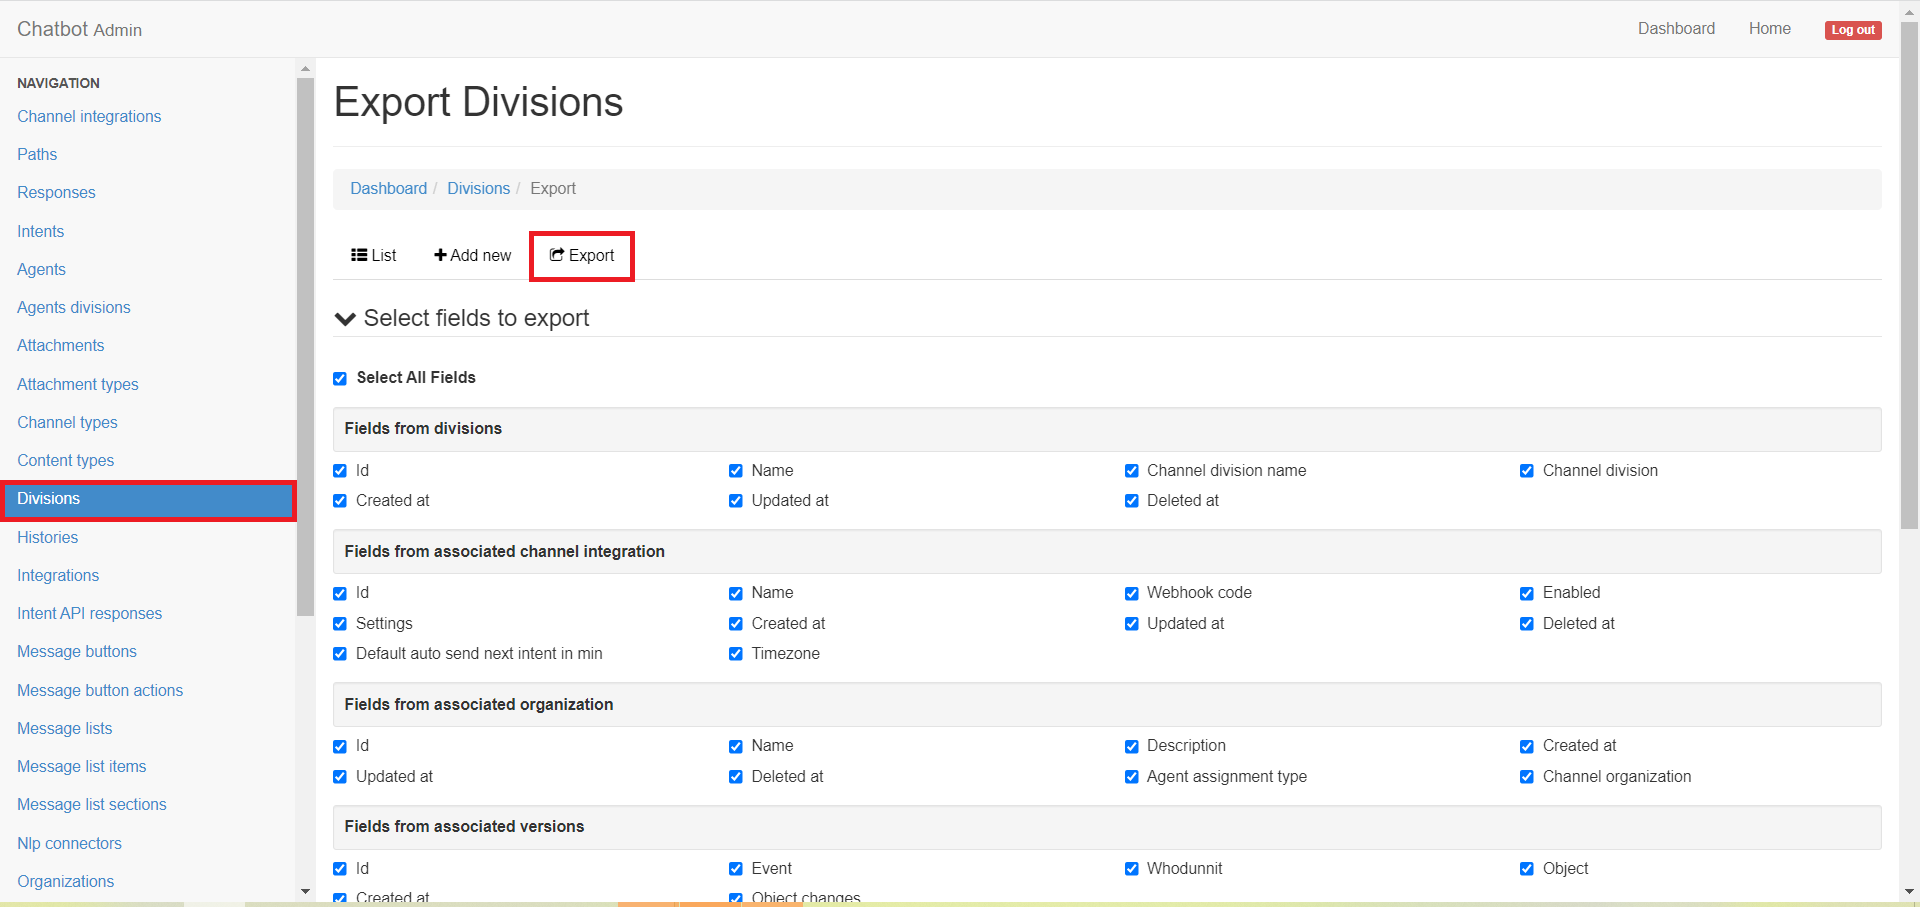 Chatbot Admin
Dashboard
Home
Log out
NAVIGATION
Channel integrations
Paths
Responses
Intents
Agents
Agents divisions
Attachments
Attachment types
Channel types
Content types
Divisions
Histories
Integrations
Intent API responses
Message buttons
Message button actions
Message lists
Message list items
Message list sections
Nlp connectors
Organizations
Export Divisions
Dashboard / Divisions / Export
List
Add new
Export
Select fields to export
Select All Fields
Fields from divisions
Id
Name
Channel division name
Channel division
Created at
Updated at
Deleted at
Fields from associated channel integration
Id
Name
Webhook code
Enabled
Settings
Created at
Updated at
Deleted at
Default auto send next intent in min
Timezone
Fields from associated organization
Id
Name
Description
Created at
Updated at
Deleted at
Agent assignment type
Channel organization
Fields from associated versions
Id
Event
Whodunnit
Object
Created at
Object changes